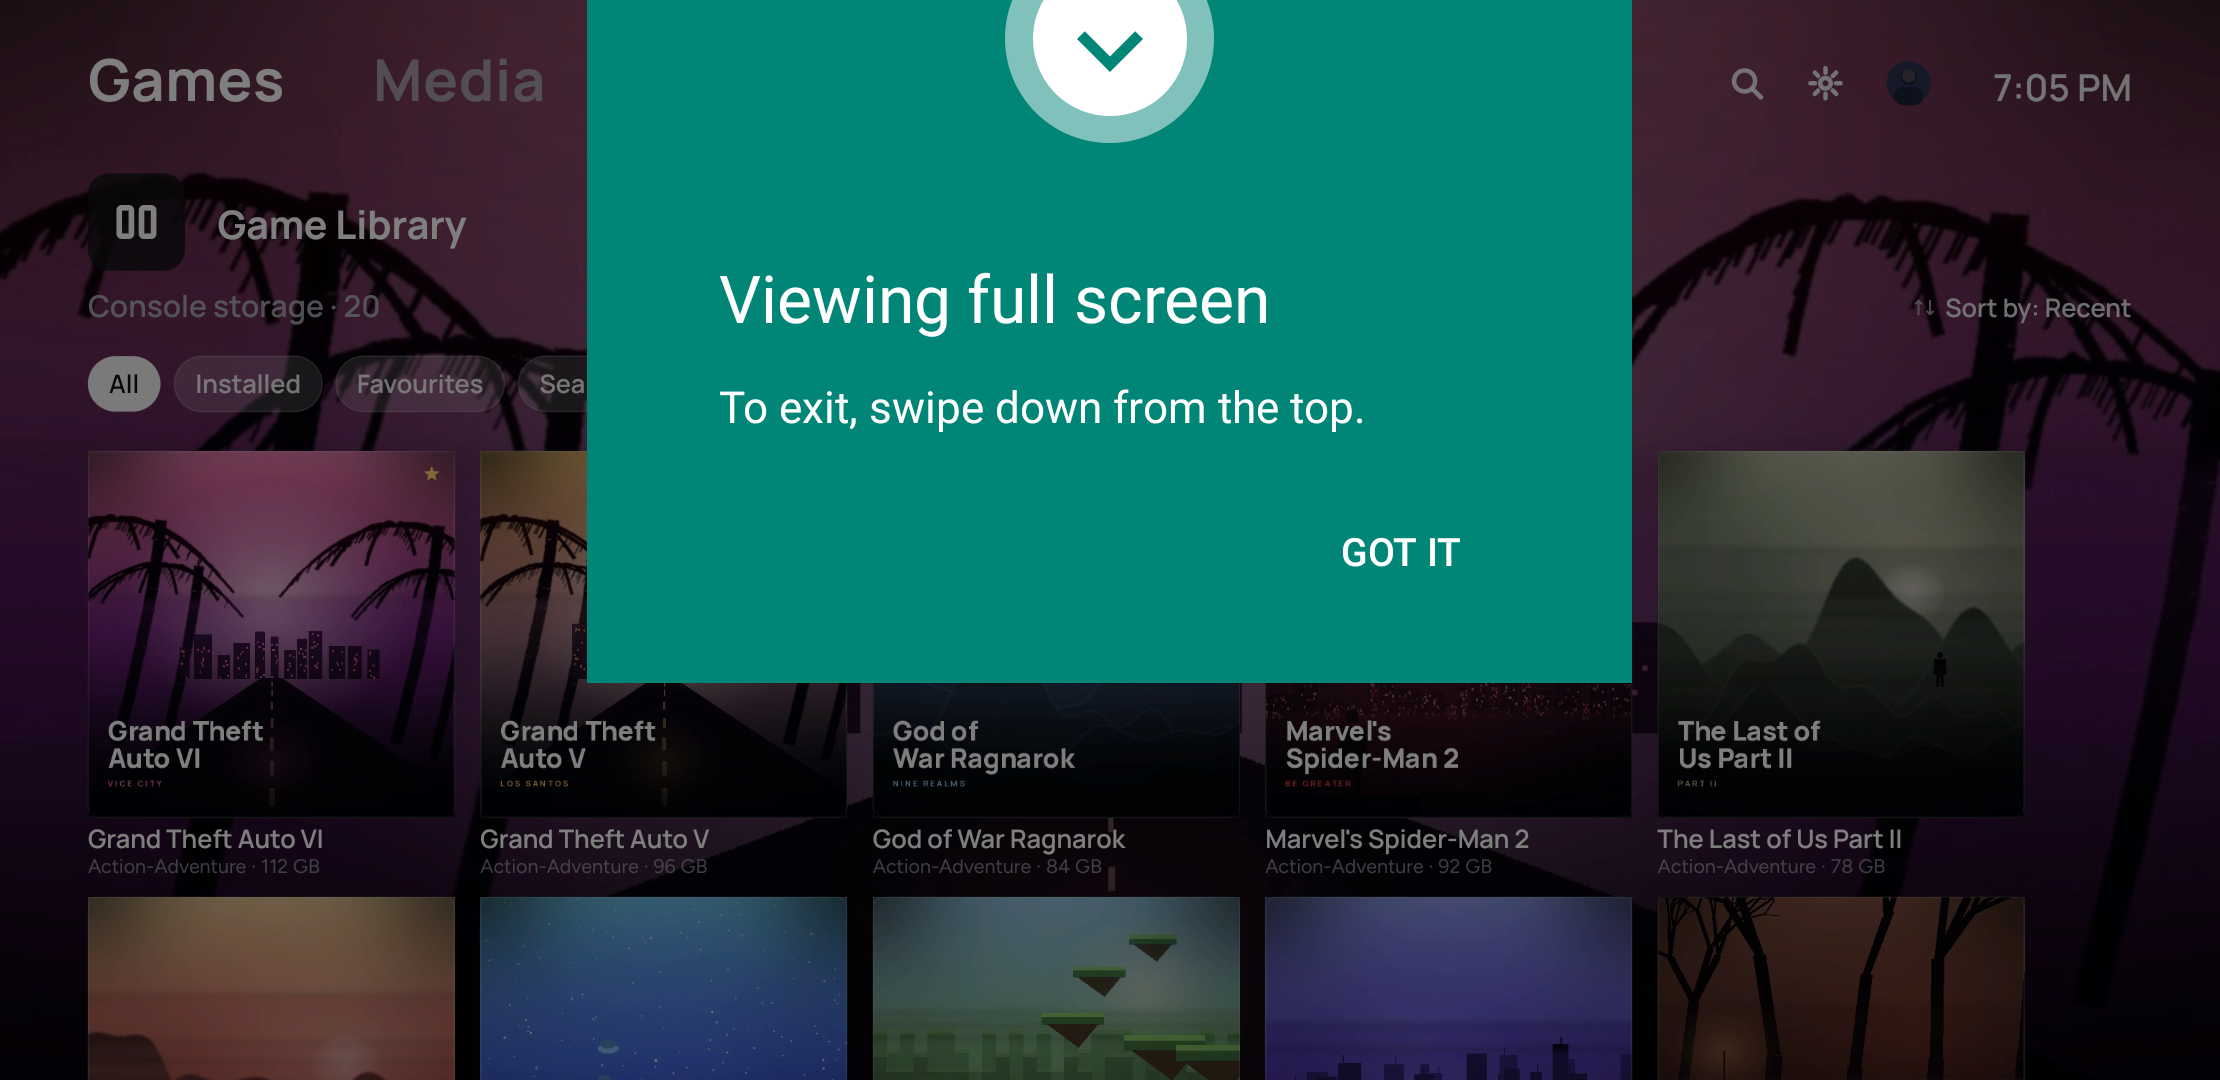 Games
Media
7:05 PM
Game Library
Console storage · 20
↑↓ Sort by: Recent
All
Installed
Favourites
Sea
Viewing full screen
To exit, swipe down from the top.
GOT IT
Grand Theft
Auto VI
VICE CITY
Grand Theft Auto VI
Action-Adventure · 112 GB
Grand Theft
Auto V
LOS SANTOS
Grand Theft Auto V
Action-Adventure · 96 GB
God of
War Ragnarok
NINE REALMS
God of War Ragnarok
Action-Adventure · 84 GB
Marvel's
Spider-Man 2
BE GREATER
Marvel's Spider-Man 2
Action-Adventure · 92 GB
The Last of
Us Part II
PART II
The Last of Us Part II
Action-Adventure · 78 GB